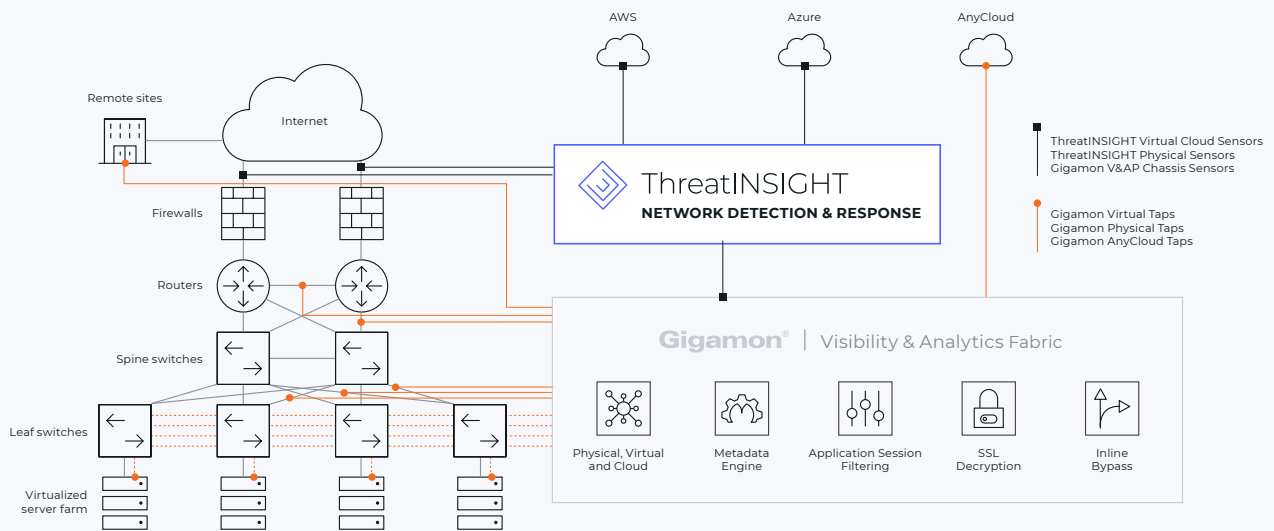 AWS
Azure
AnyCloud
Remote sites
Internet
ThreatINSIGHT
NETWORK DETECTION & RESPONSE
ThreatINSIGHT Virtual Cloud Sensors
ThreatINSIGHT Physical Sensors
Gigamon V&AP Chassis Sensors
Gigamon Virtual Taps
Gigamon Physical Taps
Gigamon AnyCloud Taps
Firewalls
Routers
Spine switches
Leaf switches
Virtualized
server farm
Gigamon® | Visibility & Analytics Fabric
Physical, Virtual
and Cloud
Metadata
Engine
Application Session
Filtering
SSL
Decryption
Inline
Bypass